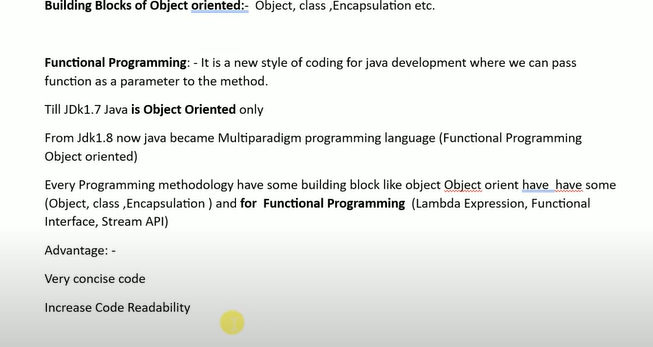 Building Blocks of Object oriented:-  Object, class ,Encapsulation etc.
Functional Programming: - It is a new style of coding for java development where we can pass
function as a parameter to the method.
Till JDk1.7 Java is Object Oriented only
From Jdk1.8 now java became Multiparadigm programming language (Functional Programming
Object oriented)
Every Programming methodology have some building block like object Object orient have  have some
(Object, class ,Encapsulation ) and for  Functional Programming  (Lambda Expression, Functional
Interface, Stream API)
Advantage: -
Very concise code
Increase Code Readability